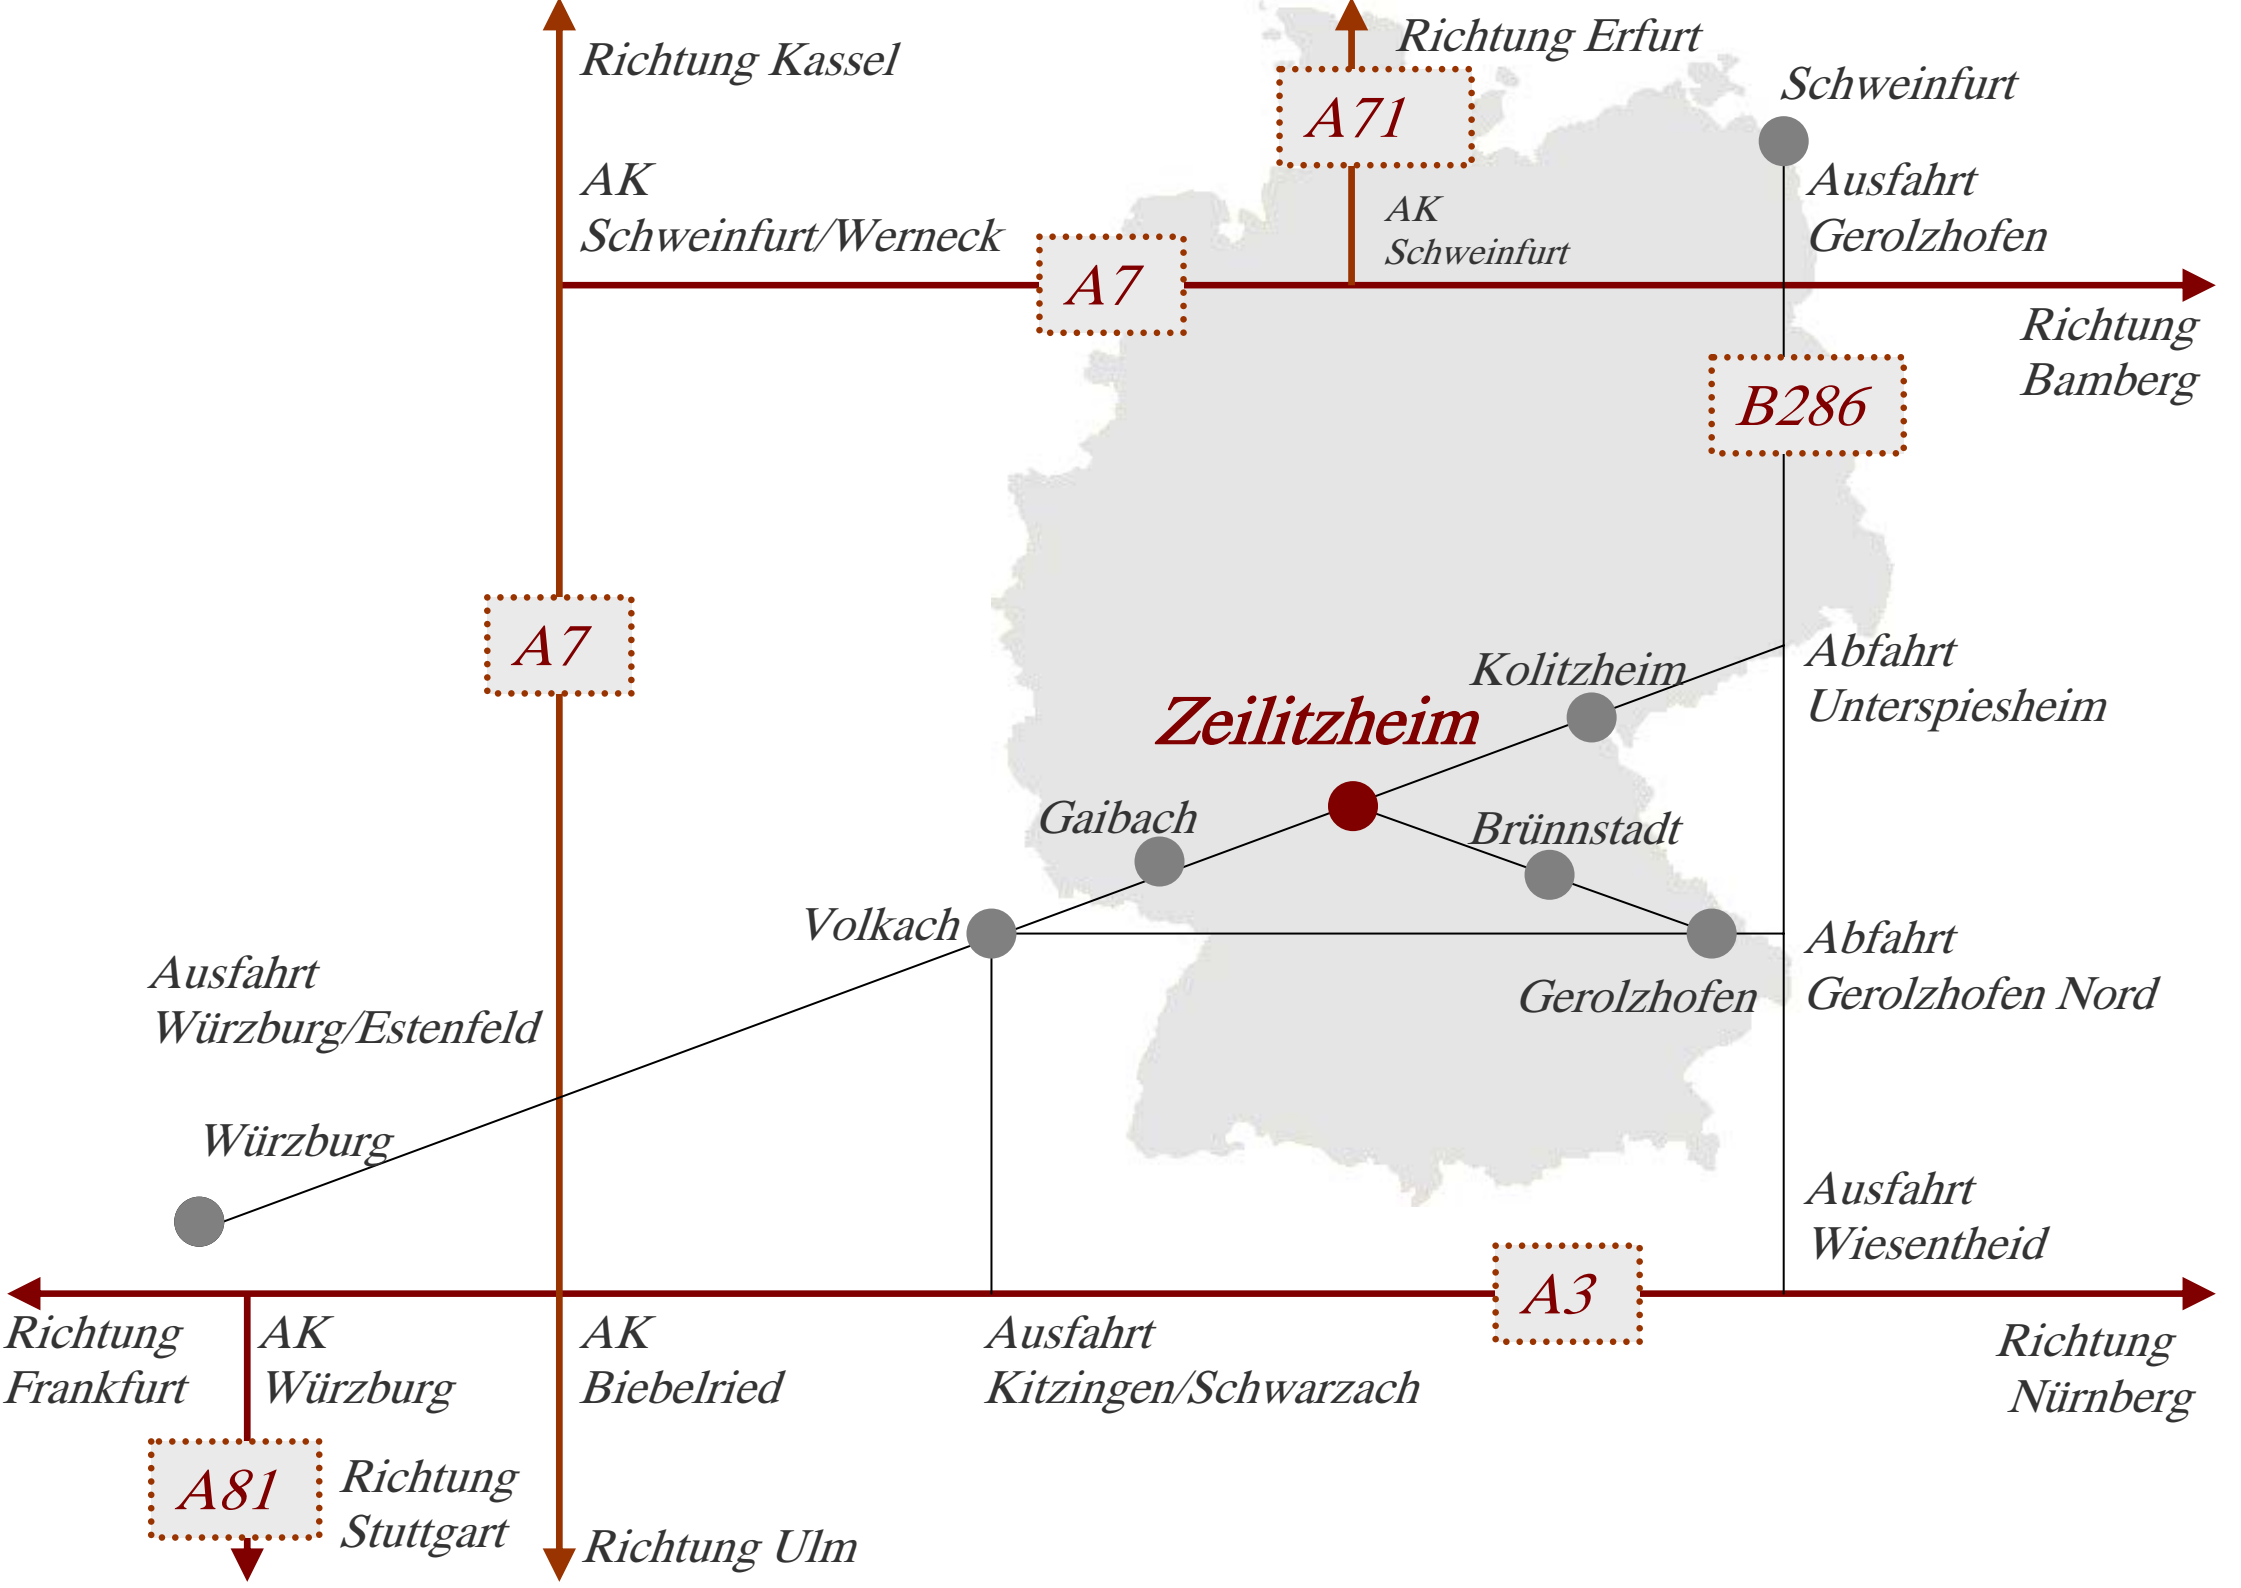 Richtung Kassel
Richtung Erfurt
A71
Schweinfurt
AK
Schweinfurt/Werneck
AK
Schweinfurt
Ausfahrt
Gerolzhofen
A7
Richtung
Bamberg
B286
A7
Kolitzheim
Abfahrt
Unterspiesheim
Zeilitzheim
Gaibach
Brünnstadt
Volkach
Gerolzhofen
Abfahrt
Gerolzhofen Nord
Ausfahrt
Würzburg/Estenfeld
Würzburg
Ausfahrt
Wiesentheid
A3
Richtung
Frankfurt
AK
Würzburg
AK
Biebelried
Ausfahrt
Kitzingen/Schwarzach
Richtung
Nürnberg
A81
Richtung
Stuttgart
Richtung Ulm